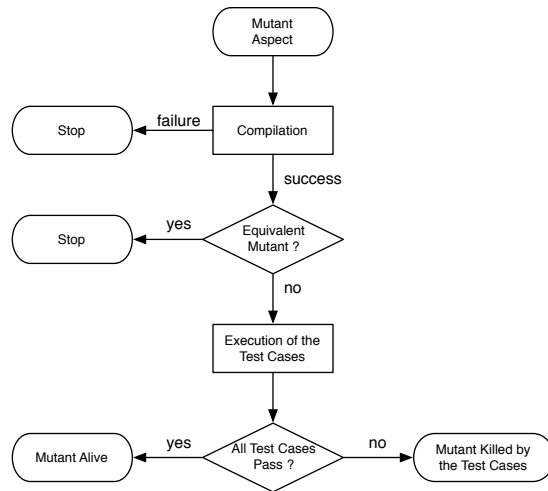 Mutant
Aspect
Stop
failure
Compilation
success
Stop
yes
Equivalent
Mutant ?
no
Execution of the
Test Cases
Mutant Alive
yes
All Test Cases
Pass ?
no
Mutant Killed by
the Test Cases